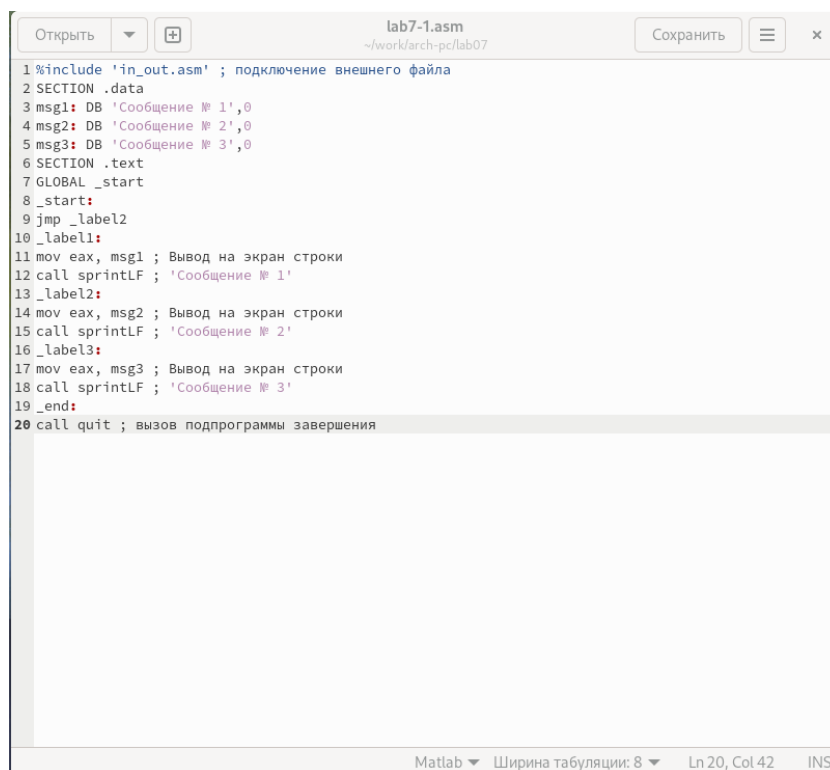 Открыть
lab7-1.asm
~/work/arch-pc/lab07
Сохранить
1 %include 'in_out.asm' ; подключение внешнего файла
2 SECTION .data
3 msg1: DB 'Сообщение № 1',0
4 msg2: DB 'Сообщение № 2',0
5 msg3: DB 'Сообщение № 3',0
6 SECTION .text
7 GLOBAL _start
8 _start:
9 jmp _label2
10 _label1:
11 mov eax, msg1 ; Вывод на экран строки
12 call sprintLF ; 'Сообщение № 1'
13 _label2:
14 mov eax, msg2 ; Вывод на экран строки
15 call sprintLF ; 'Сообщение № 2'
16 _label3:
17 mov eax, msg3 ; Вывод на экран строки
18 call sprintLF ; 'Сообщение № 3'
19 _end:
20 call quit ; вызов подпрограммы завершения
Matlab Ширина табуляции: 8 Ln 20, Col 42 INS